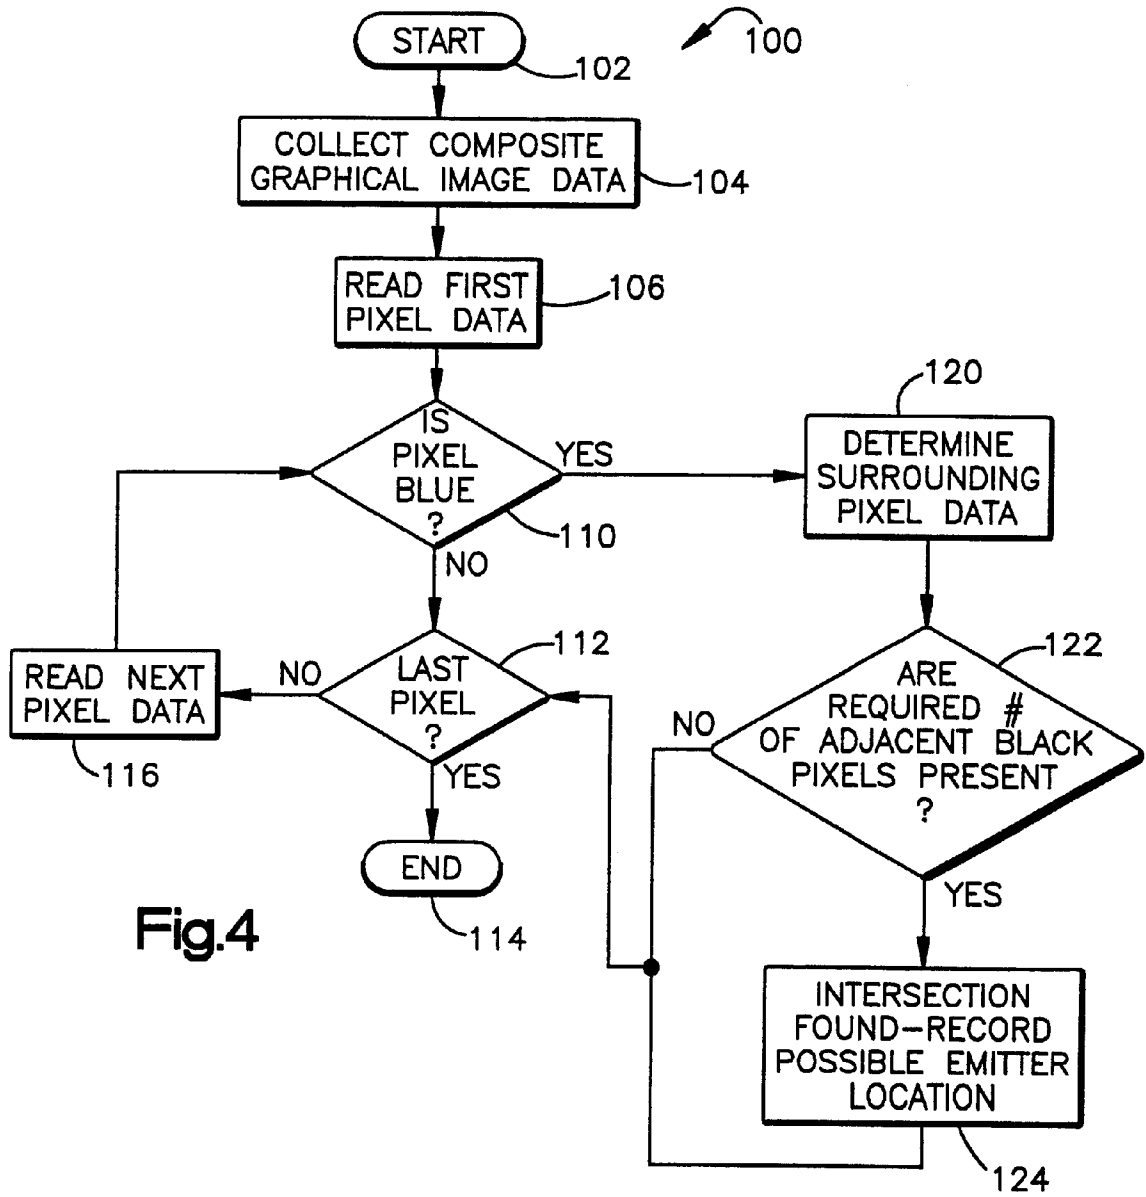 START
100
102
COLLECT COMPOSITE
GRAPHICAL IMAGE DATA
104
READ FIRST
PIXEL DATA
106
IS
PIXEL
BLUE
?
YES
110
NO
120
DETERMINE
SURROUNDING
PIXEL DATA
LAST
PIXEL
?
112
NO
YES
READ NEXT
PIXEL DATA
116
END
114
ARE
REQUIRED #
OF ADJACENT BLACK
PIXELS PRESENT
?
122
NO
YES
INTERSECTION
FOUND-RECORD
POSSIBLE EMITTER
LOCATION
124
Fig.4